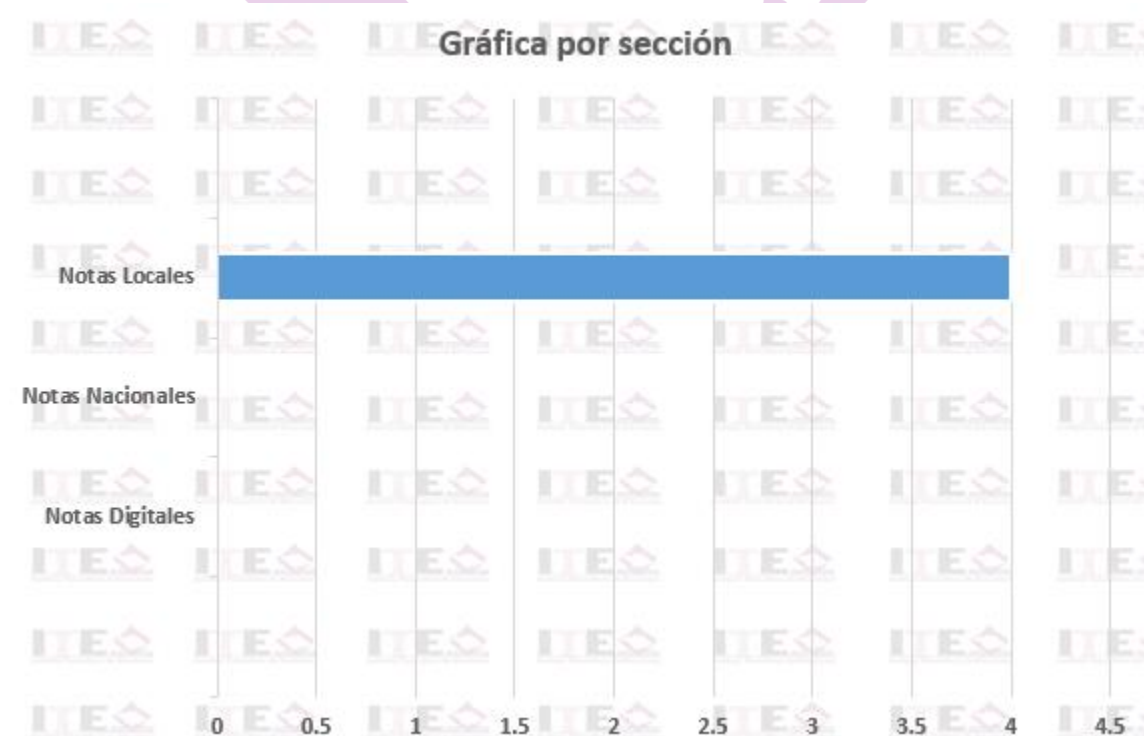 Gráfica por sección
Notas Locales
Notas Nacionales
Notas Digitales
0 0.5 1 1.5 2 2.5 3 3.5 4 4.5